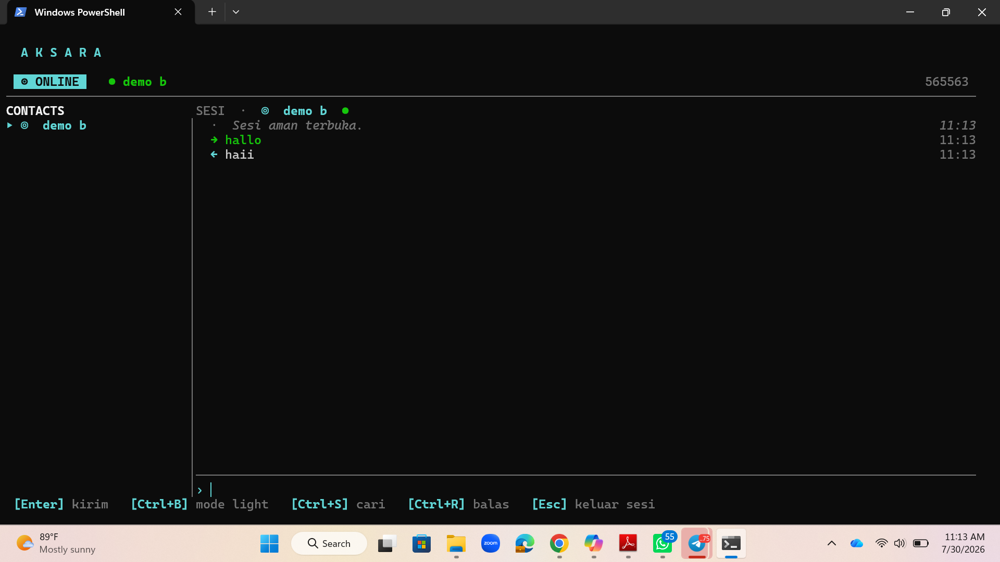 Windows PowerShell
A K S A R A
ONLINE demo b 565563
CONTACTS
demo b
SESI · demo b
· Sesi aman terbuka. 11:13
→ hallo 11:13
← haii 11:13
›
[Enter] kirim [Ctrl+B] mode light [Ctrl+S] cari [Ctrl+R] balas [Esc] keluar sesi
89°F
Mostly sunny
Search
zoom
55
..75
11:13 AM
7/30/2026